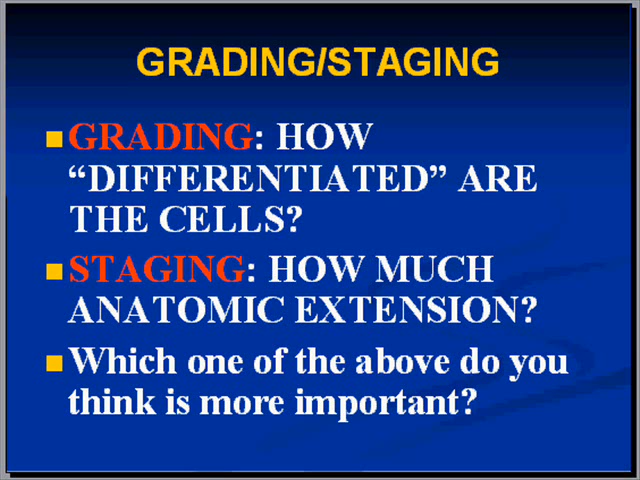 GRADING/STAGING
GRADING: HOW
“DIFFERENTIATED” ARE
THE CELLS?
STAGING: HOW MUCH
ANATOMIC EXTENSION?
Which one of the above do you
think is more important?